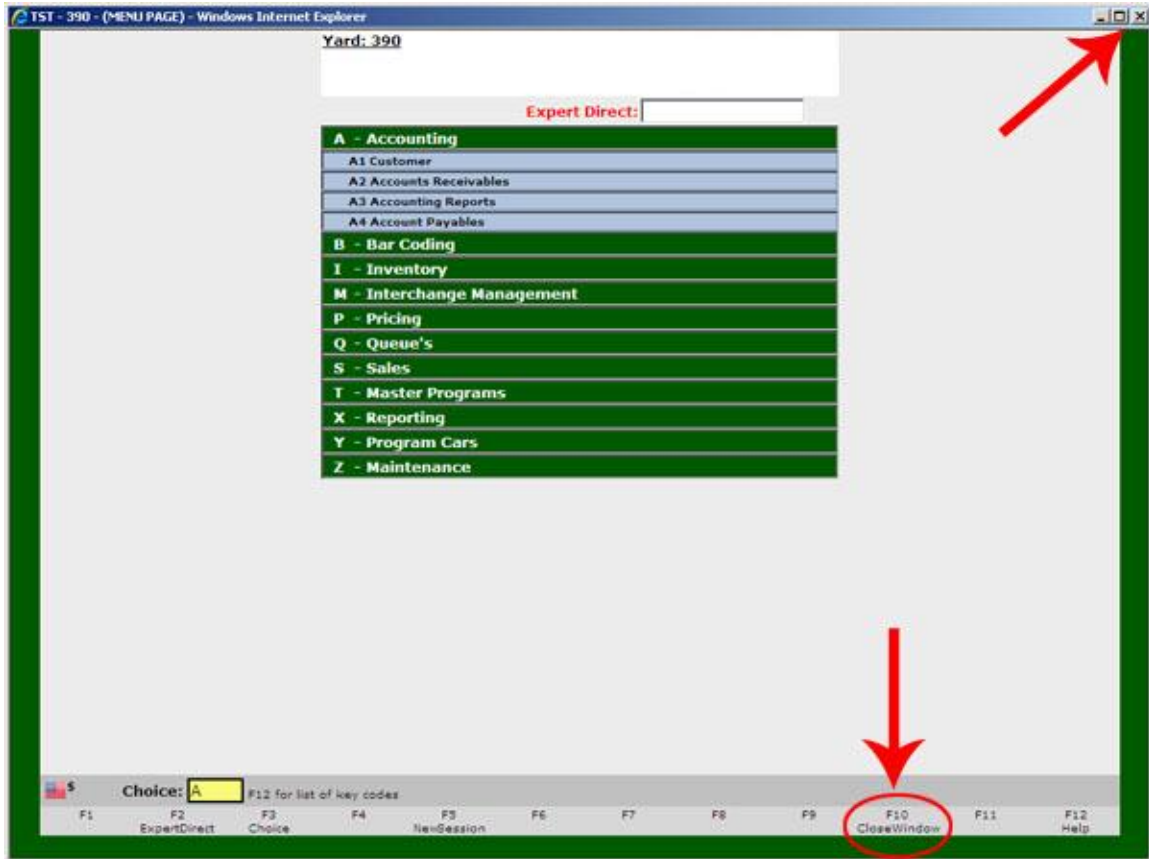 TST - 390 - (MENU PAGE) - Windows Internet Explorer
Yard: 390
Expert Direct:
A - Accounting
A1 Customer
A2 Accounts Receivables
A3 Accounting Reports
A4 Account Payables
B - Bar Coding
I - Inventory
M - Interchange Management
P - Pricing
Q - Queue's
S - Sales
T - Master Programs
X - Reporting
Y - Program Cars
Z - Maintenance
$ Choice: A F12 for list of key codes
F1 F2 F3 F4 F5 F6 F7 F8 F9 F10 F11 F12
ExpertDirect Choice NewSession CloseWindow Help